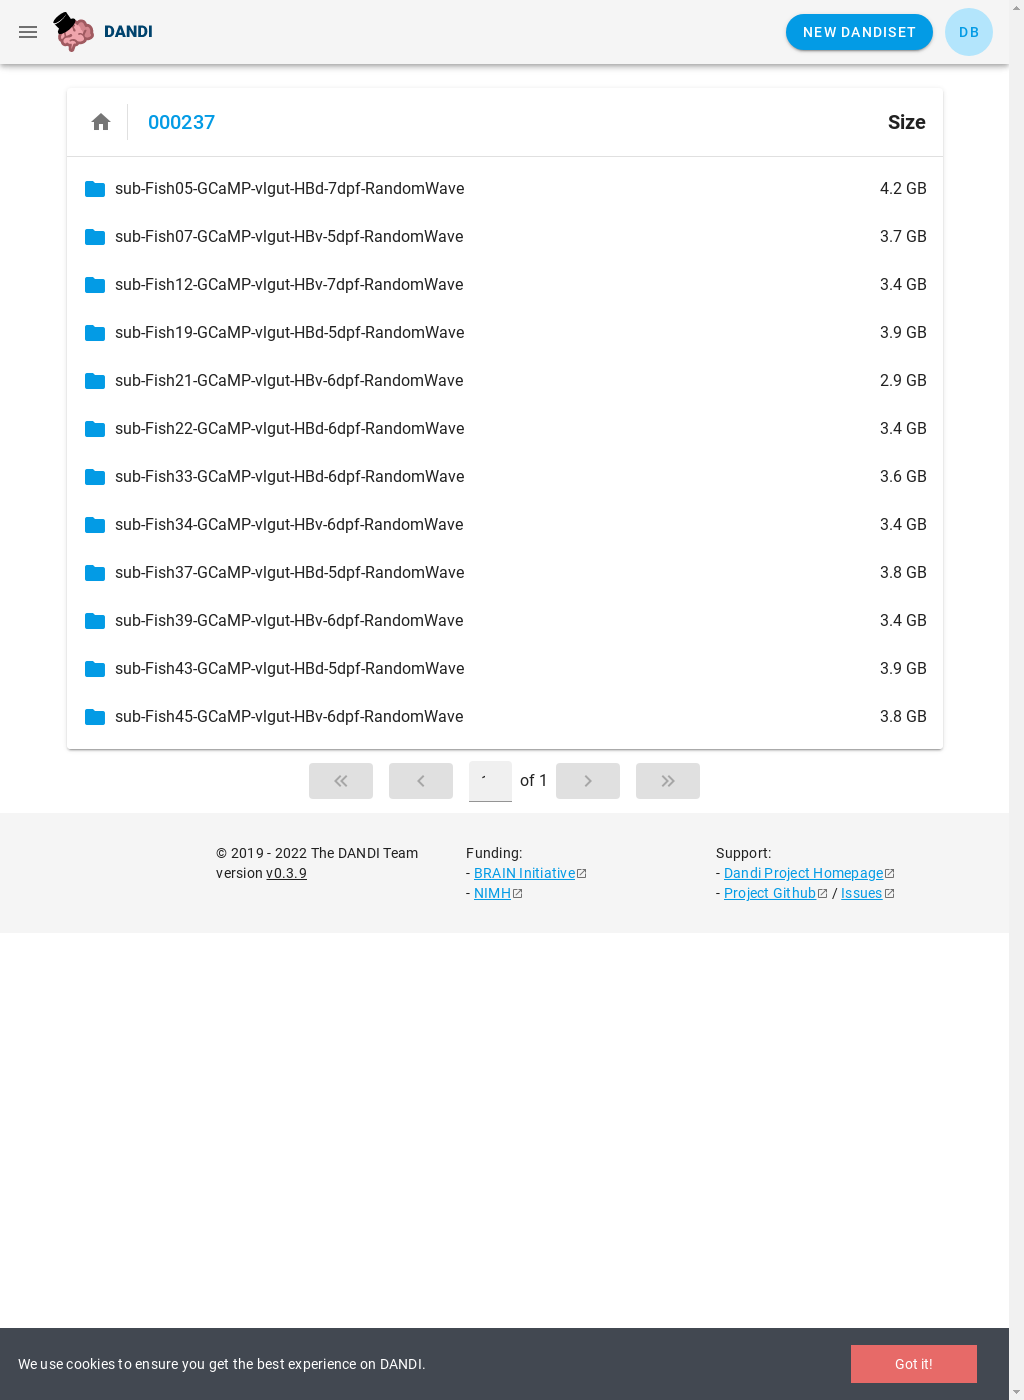 DANDI
NEW DANDISET
DB
000237
Size
sub-Fish05-GCaMP-vlgut-HBd-7dpf-RandomWave 4.2 GB
sub-Fish07-GCaMP-vlgut-HBv-5dpf-RandomWave 3.7 GB
sub-Fish12-GCaMP-vlgut-HBv-7dpf-RandomWave 3.4 GB
sub-Fish19-GCaMP-vlgut-HBd-5dpf-RandomWave 3.9 GB
sub-Fish21-GCaMP-vlgut-HBv-6dpf-RandomWave 2.9 GB
sub-Fish22-GCaMP-vlgut-HBd-6dpf-RandomWave 3.4 GB
sub-Fish33-GCaMP-vlgut-HBd-6dpf-RandomWave 3.6 GB
sub-Fish34-GCaMP-vlgut-HBv-6dpf-RandomWave 3.4 GB
sub-Fish37-GCaMP-vlgut-HBd-5dpf-RandomWave 3.8 GB
sub-Fish39-GCaMP-vlgut-HBv-6dpf-RandomWave 3.4 GB
sub-Fish43-GCaMP-vlgut-HBd-5dpf-RandomWave 3.9 GB
sub-Fish45-GCaMP-vlgut-HBv-6dpf-RandomWave 3.8 GB
of 1
© 2019 - 2022 The DANDI Team
version v0.3.9
Funding:
- BRAIN Initiative
- NIMH
Support:
- Dandi Project Homepage
- Project Github / Issues
We use cookies to ensure you get the best experience on DANDI.
Got it!